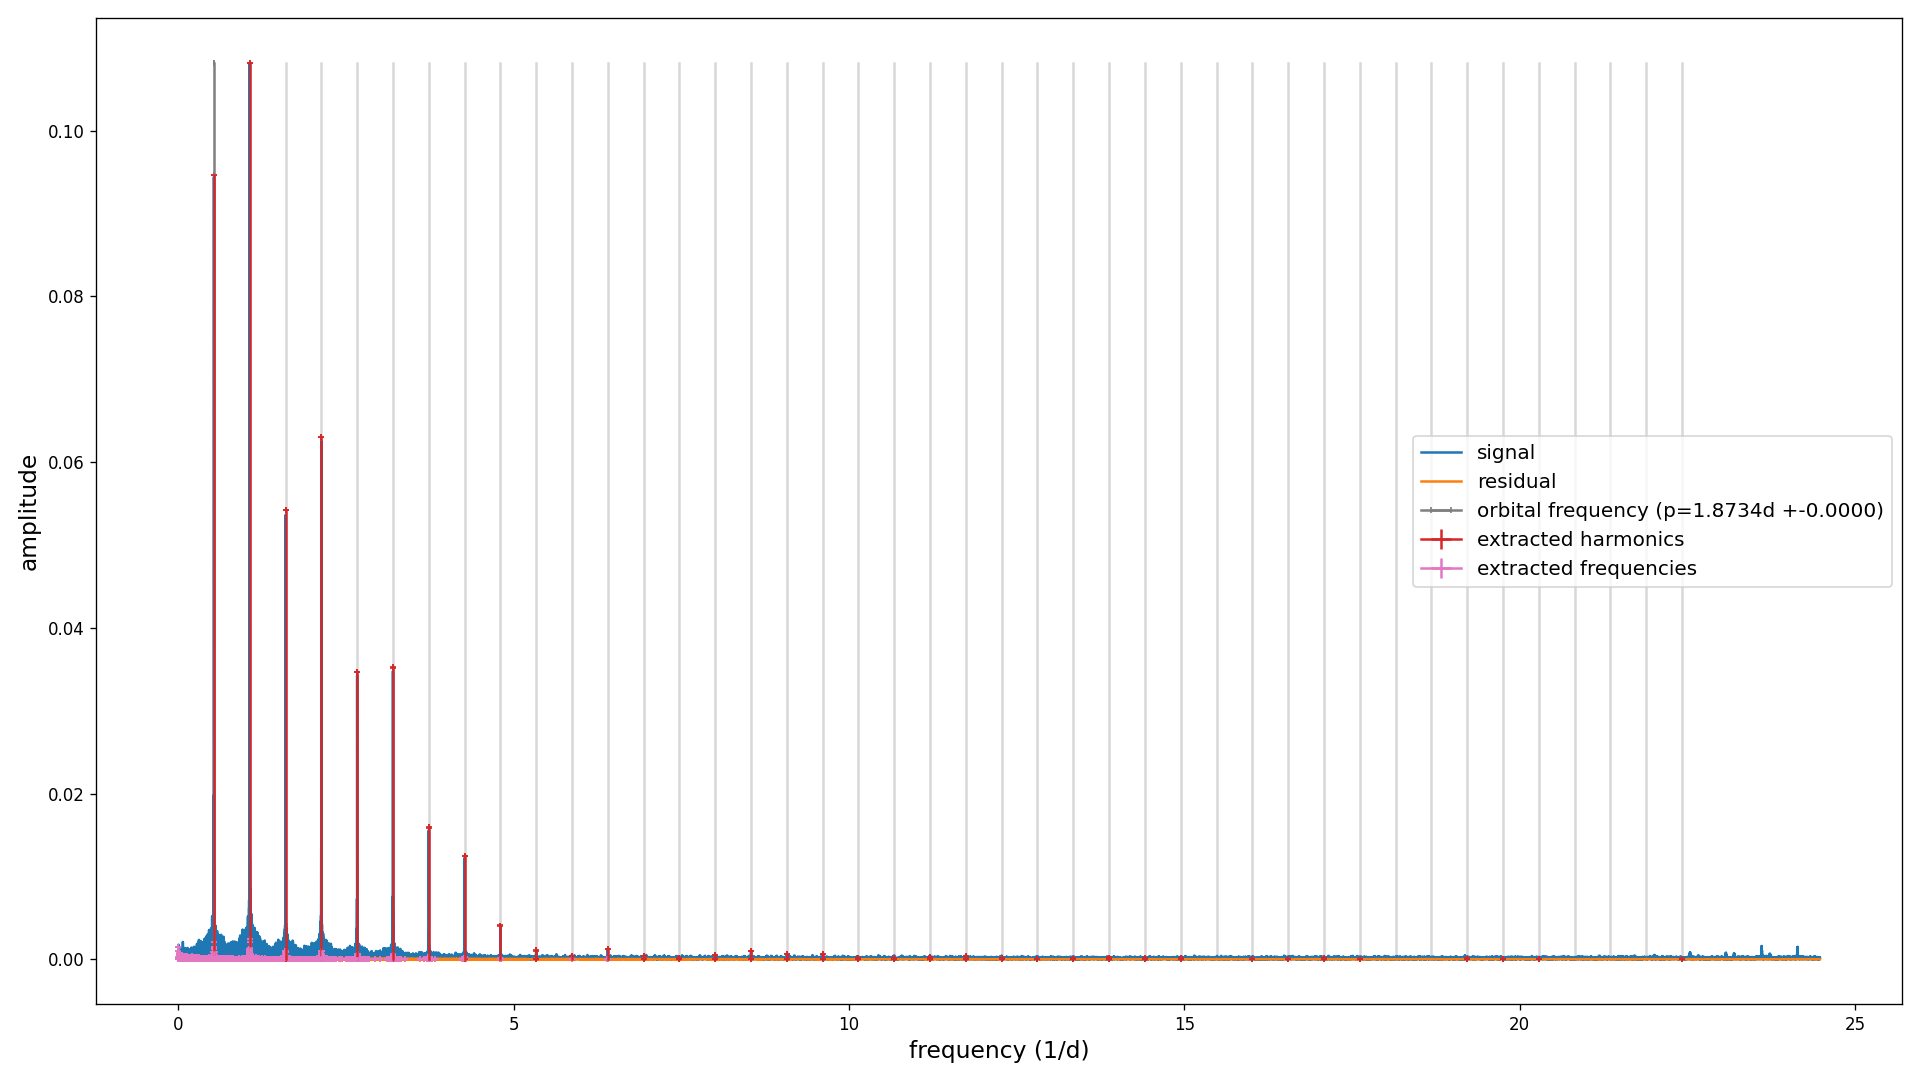 amplitude
0.10
0.08
0.06
0.04
0.02
0.00
signal
residual
orbital frequency (p=1.8734d +-0.0000)
extracted harmonics
extracted frequencies
0 5 10 15 20 25
frequency (1/d)